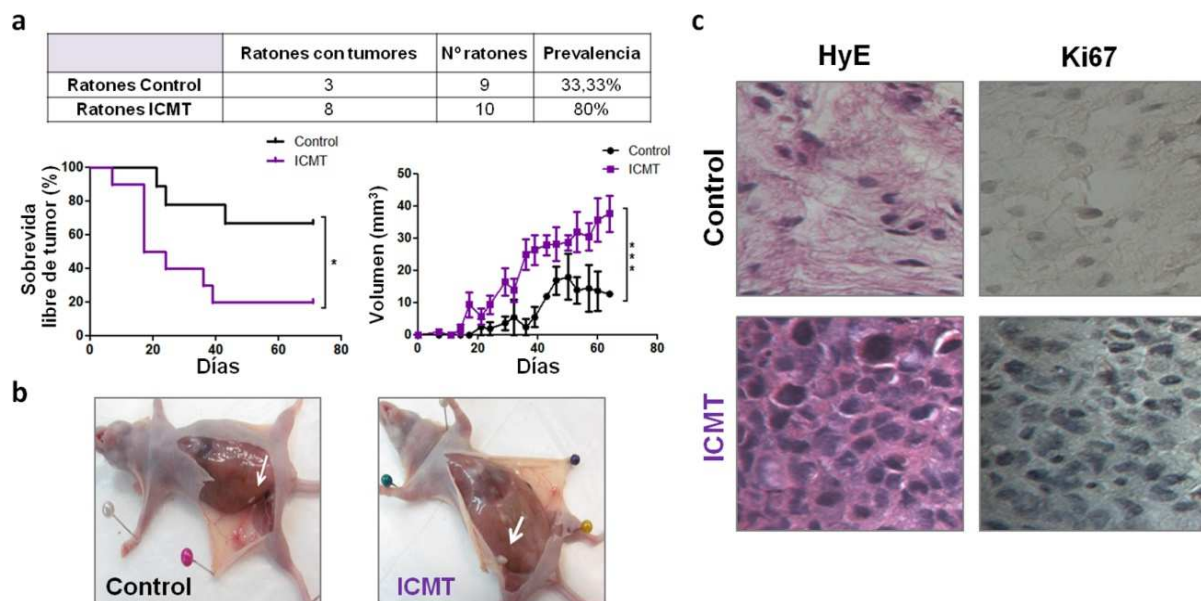 a
Ratones con tumores Nº ratones Prevalencia
Ratones Control 3 9 33,33%
Ratones ICMT 8 10 80%
Control
ICMT
Sobrevida
libre de tumor (%)
100
80
60
40
20
0 20 40 60 80
Días
*
Control
ICMT
Volumen (mm³)
50
40
30
20
10
0
0 20 40 60 80
Días
***
b
Control
ICMT
c
HyE Ki67
Control
ICMT